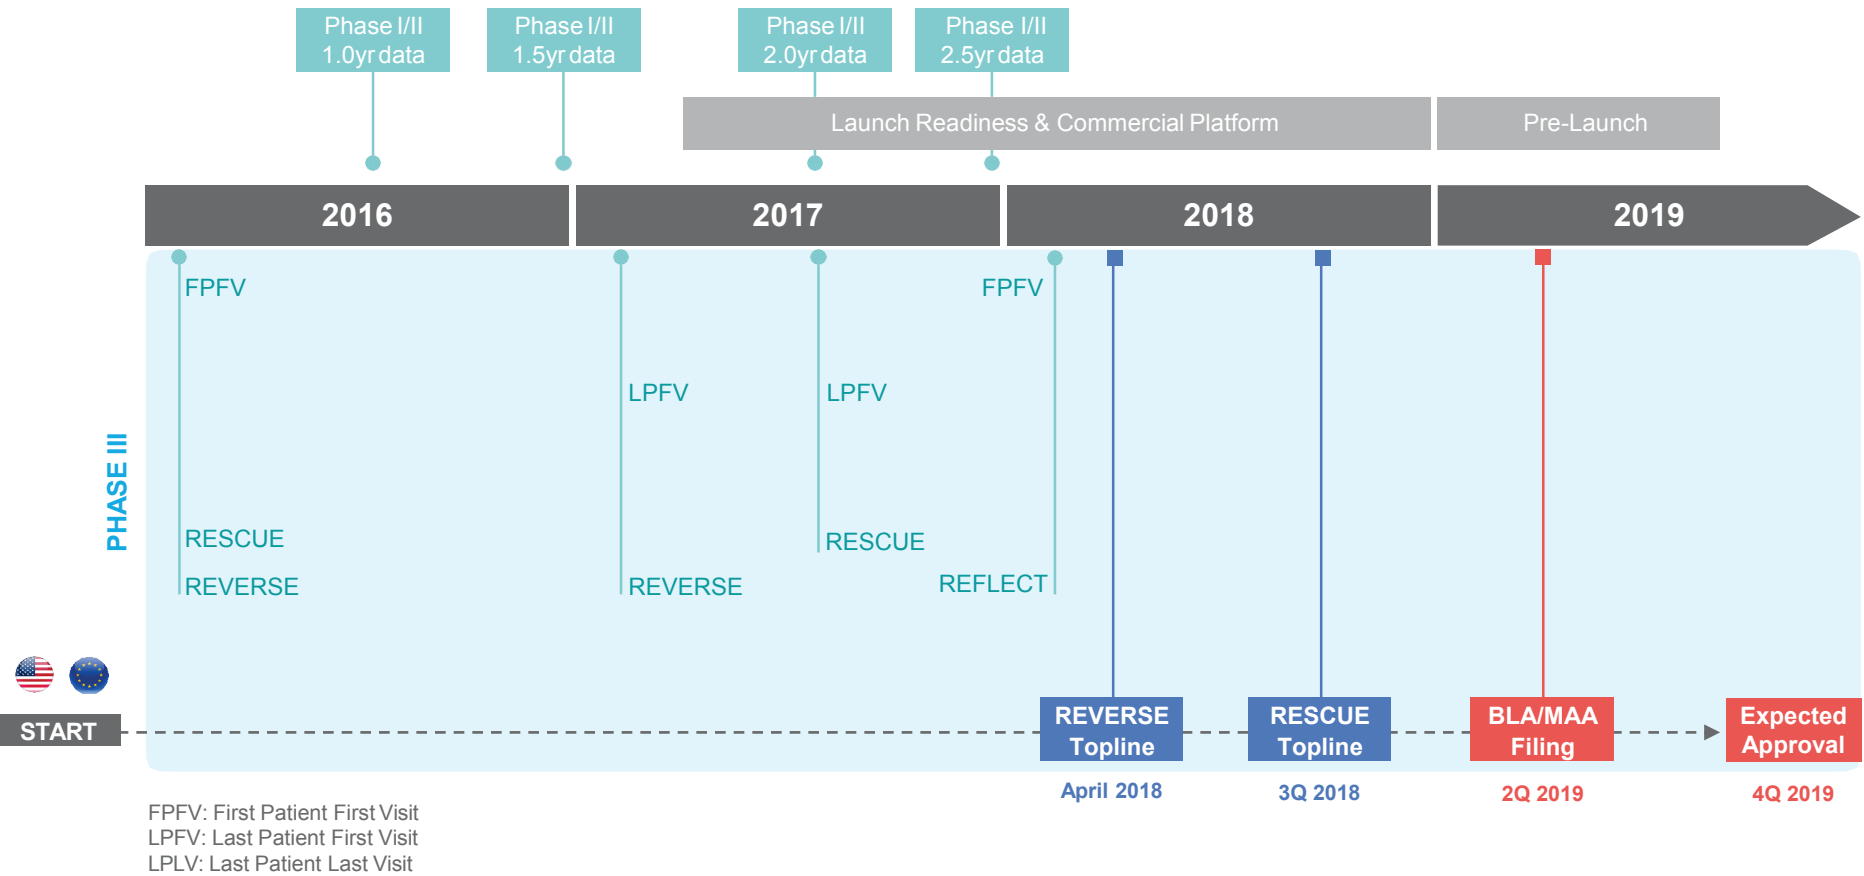 Phase I/II
1.0yr data
Phase I/II
1.5yr data
Phase I/II
2.0yr data
Phase I/II
2.5yr data
Launch Readiness & Commercial Platform
Pre-Launch
2016
2017
2018
2019
FPFV
FPFV
LPFV
LPFV
PHASE III
RESCUE
RESCUE
REVERSE
REVERSE
REFLECT
START
REVERSE
Topline
RESCUE
Topline
BLA/MAA
Filing
Expected
Approval
April 2018
3Q 2018
2Q 2019
4Q 2019
FPFV: First Patient First Visit
LPFV: Last Patient First Visit
LPLV: Last Patient Last Visit